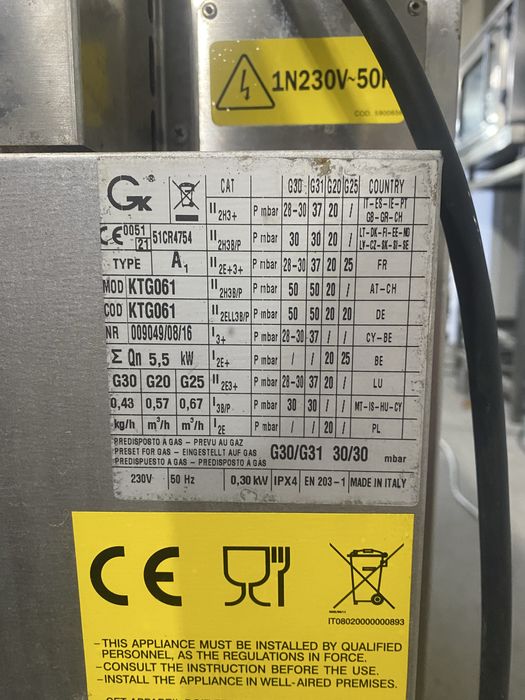 1N230V~50
COD.
GK® CAT G30 G31 G20 G25 COUNTRY
II2H3+ P mbar 28-30 37 20 / IT-ES-IE-PT GB-GR-CH
CE 0051 21 51CR4754 II2H3B/P P mbar 30 30 20 / LT-DK-FI-EE-NO LV-CZ-SK-SI-SE
TYPE A1 II2E+3+ P mbar 28-30 37 20 25 FR
MOD KTG061 II2H3B/P P mbar 50 50 20 / AT-CH
COD KTG061 II2ELL3B/P P mbar 50 50 20 20 DE
NR 009049/08/16 I3+ P mbar 28-30 37 / / CY-BE
Σ Qn 5,5 kW I2E+ P mbar / / 20 25 BE
G30 G20 G25 II2E3+ P mbar 28-30 37 20 / LU
0,43 0,57 0,67 I3B/P P mbar 30 30 / / MT-IS-HU-CY
kg/h m³/h m³/h I2E P mbar / / 20 / PL
PREDISPOSTO A GAS - PREVU AU GAZ
PRESET FOR GAS - EINGESTELLT AUF GAS G30/G31 30/30 mbar
PREDISPUESTO A GAS - PREDISPOSTO A GAS
230V 50 Hz 0,30 kW IPX4 EN 203-1 MADE IN ITALY
CE
IT08020000000893
-THIS APPLIANCE MUST BE INSTALLED BY QUALIFIED
PERSONNEL, AS THE REGULATIONS IN FORCE.
-CONSULT THE INSTRUCTION BEFORE THE USE.
-INSTALL THE APPLIANCE IN WELL-AIRED PREMISES.